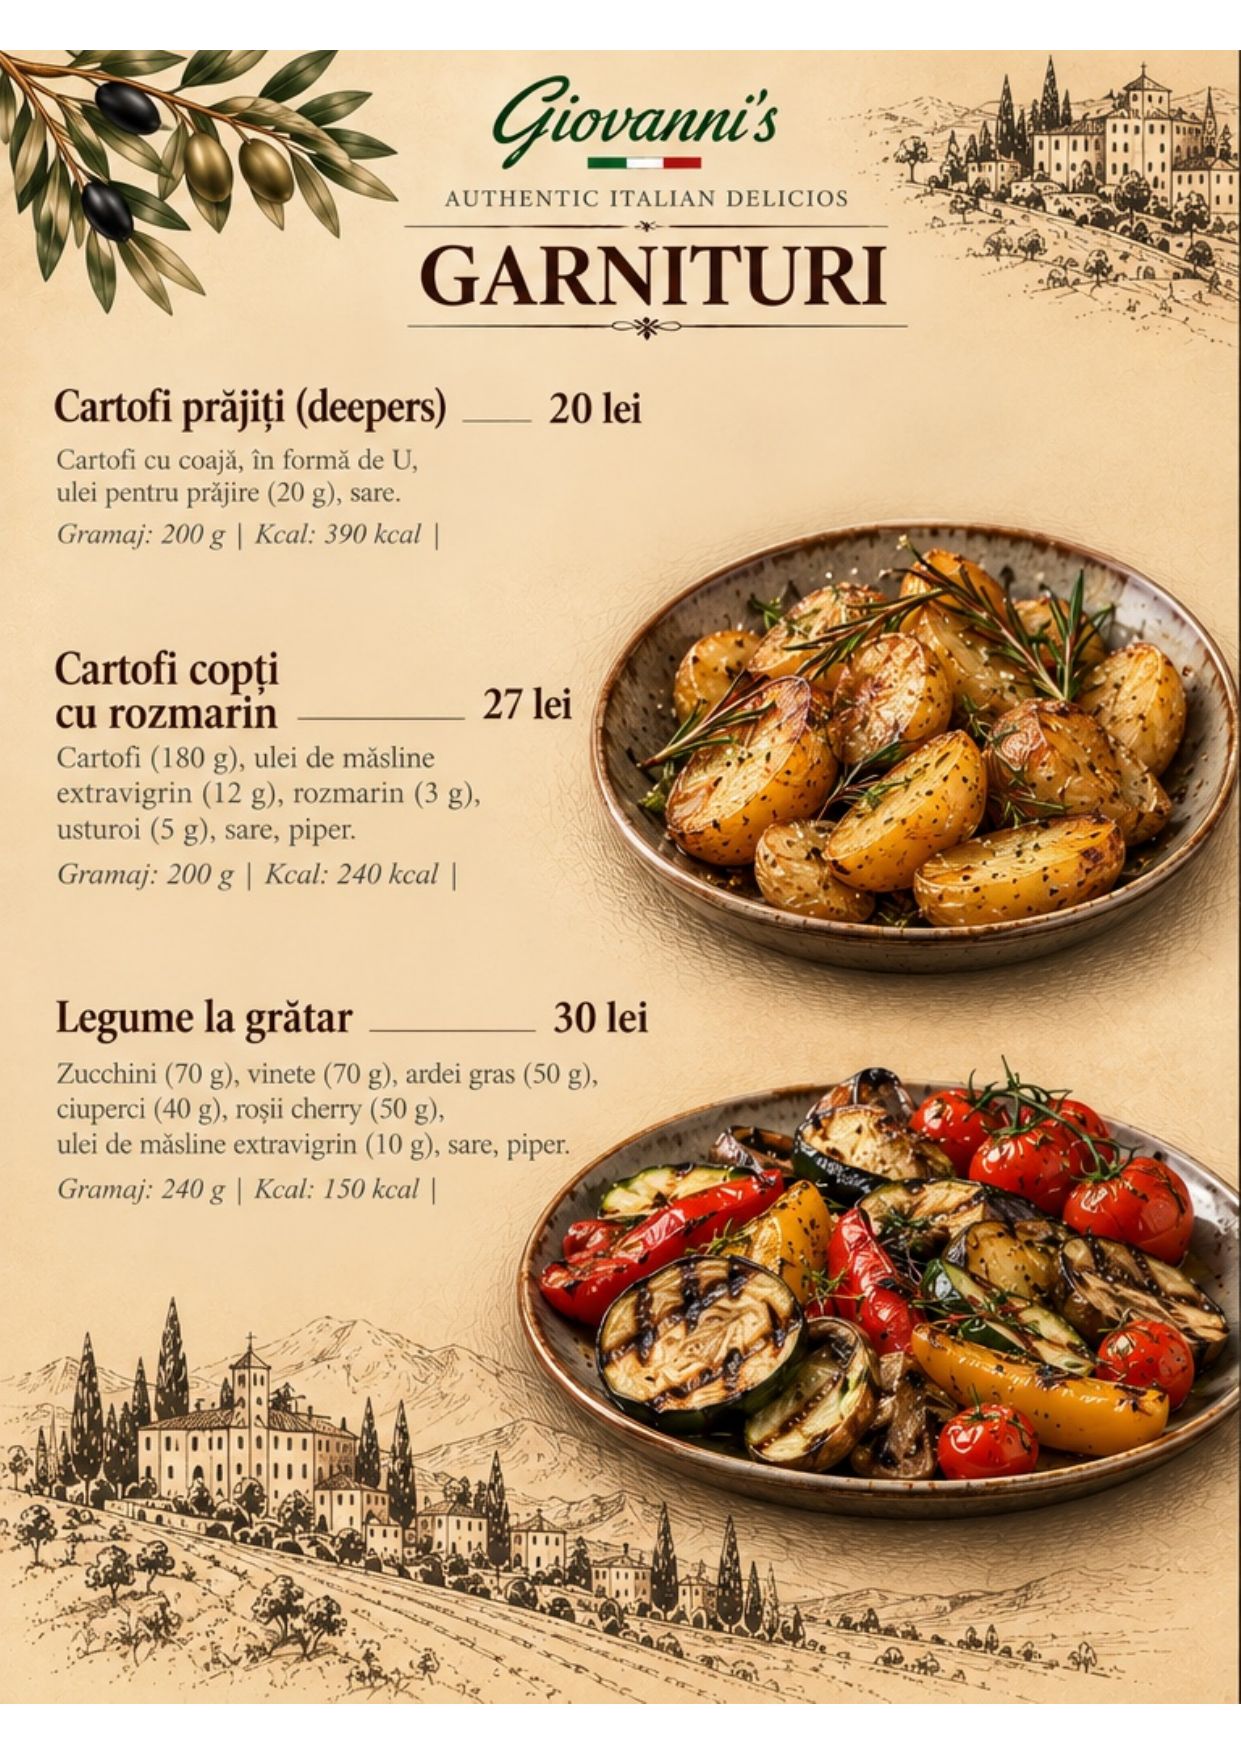 Giovanni's
AUTHENTIC ITALIAN DELICIOS
GARNITURI
Cartofi prăjiți (deepers) 20 lei
Cartofi cu coajă, în formă de U,
ulei pentru prăjire (20 g), sare.
Gramaj: 200 g | Kcal: 390 kcal |
Cartofi copți
cu rozmarin 27 lei
Cartofi (180 g), ulei de măsline
extravigrin (12 g), rozmarin (3 g),
usturoi (5 g), sare, piper.
Gramaj: 200 g | Kcal: 240 kcal |
Legume la grătar 30 lei
Zucchini (70 g), vinete (70 g), ardei gras (50 g),
ciuperci (40 g), roșii cherry (50 g),
ulei de măsline extravigrin (10 g), sare, piper.
Gramaj: 240 g | Kcal: 150 kcal |